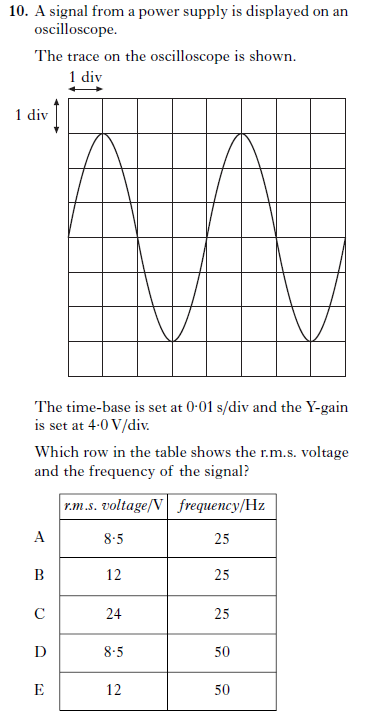 10. A signal from a power supply is displayed on an
oscilloscope.
The trace on the oscilloscope is shown.
1 div
1 div
The time-base is set at 0·01 s/div and the Y-gain
is set at 4·0 V/div.
Which row in the table shows the r.m.s. voltage
and the frequency of the signal?
r.m.s. voltage/V frequency/Hz
A 8·5 25
B 12 25
C 24 25
D 8·5 50
E 12 50